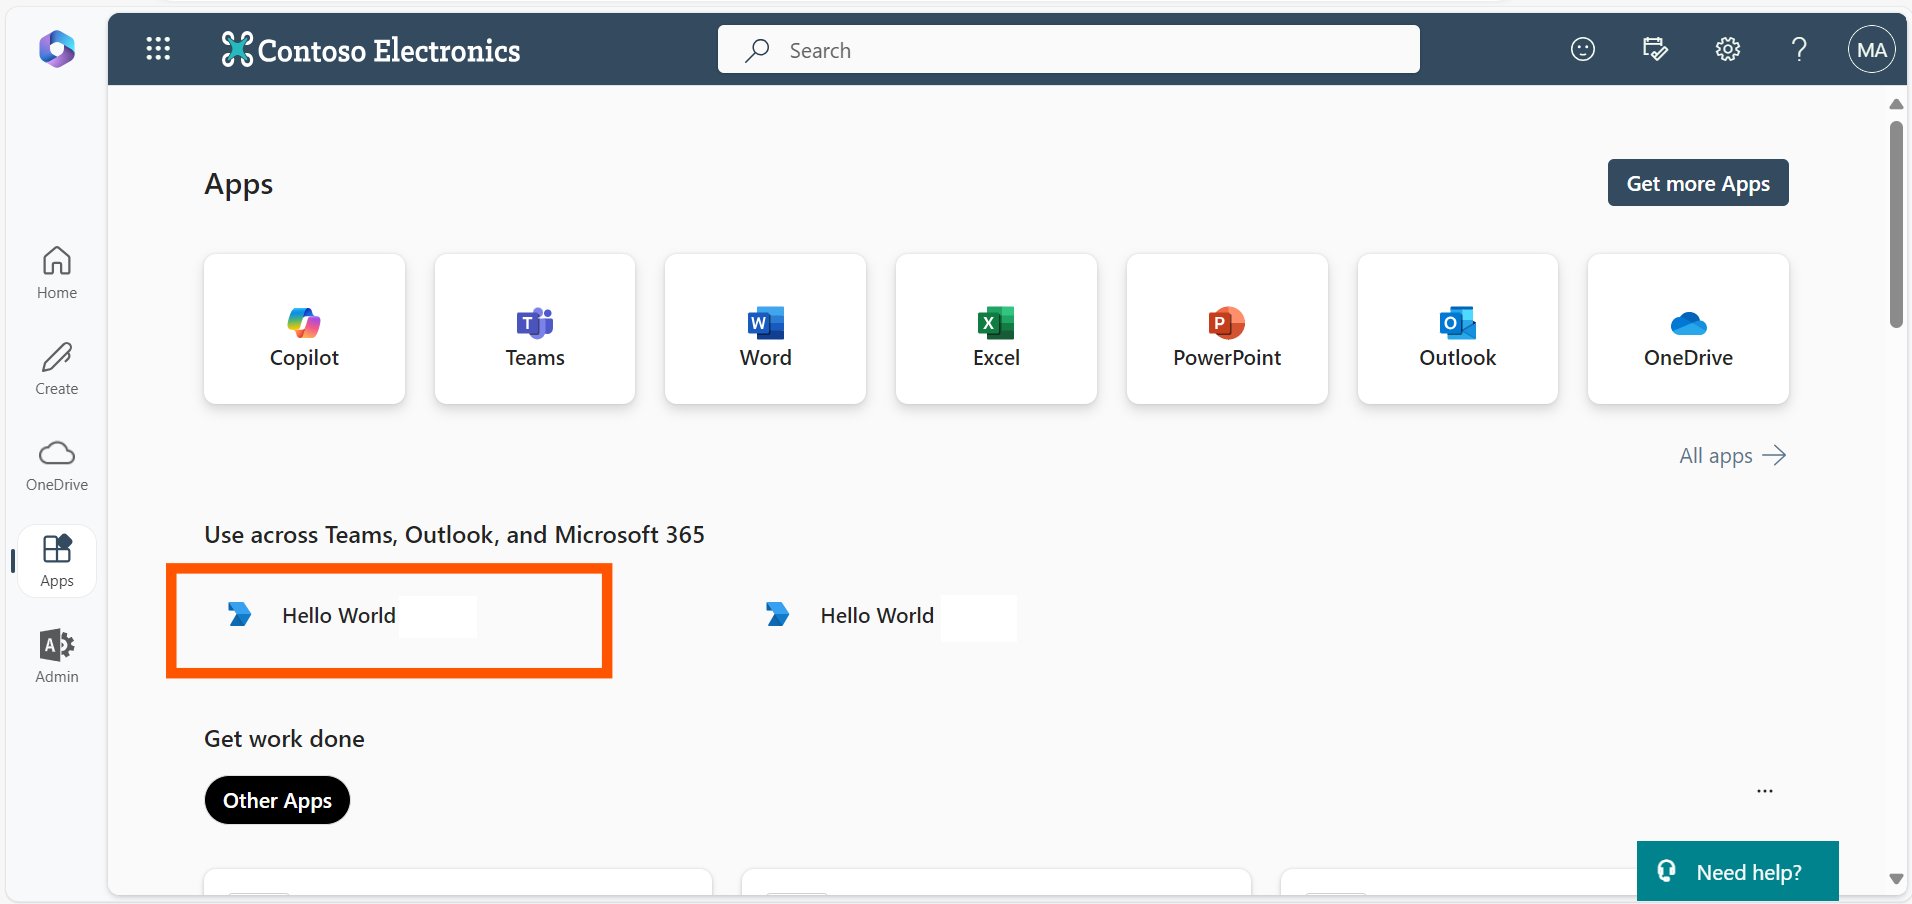 Contoso Electronics
Search
MA
Home
Create
OneDrive
Apps
Admin
Apps
Get more Apps
Copilot
Teams
Word
Excel
PowerPoint
Outlook
OneDrive
All apps
Use across Teams, Outlook, and Microsoft 365
Hello World
Hello World
Get work done
Other Apps
...
Need help?